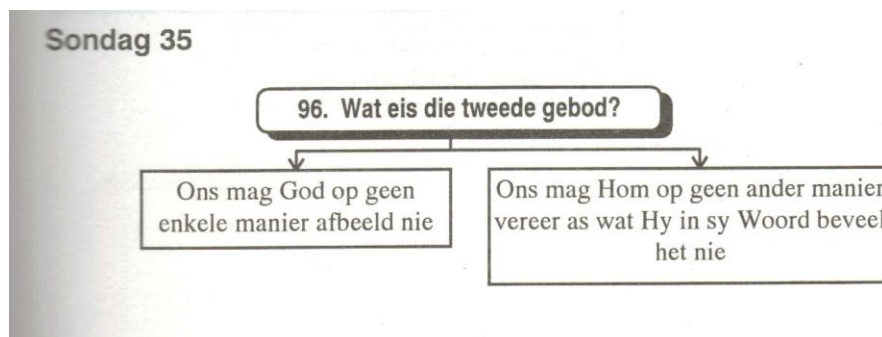 Sondag 35
96. Wat eis die tweede gebod?
Ons mag God op geen
enkele manier afbeeld nie
Ons mag Hom op geen ander manier
vereer as wat Hy in sy Woord beveel
het nie